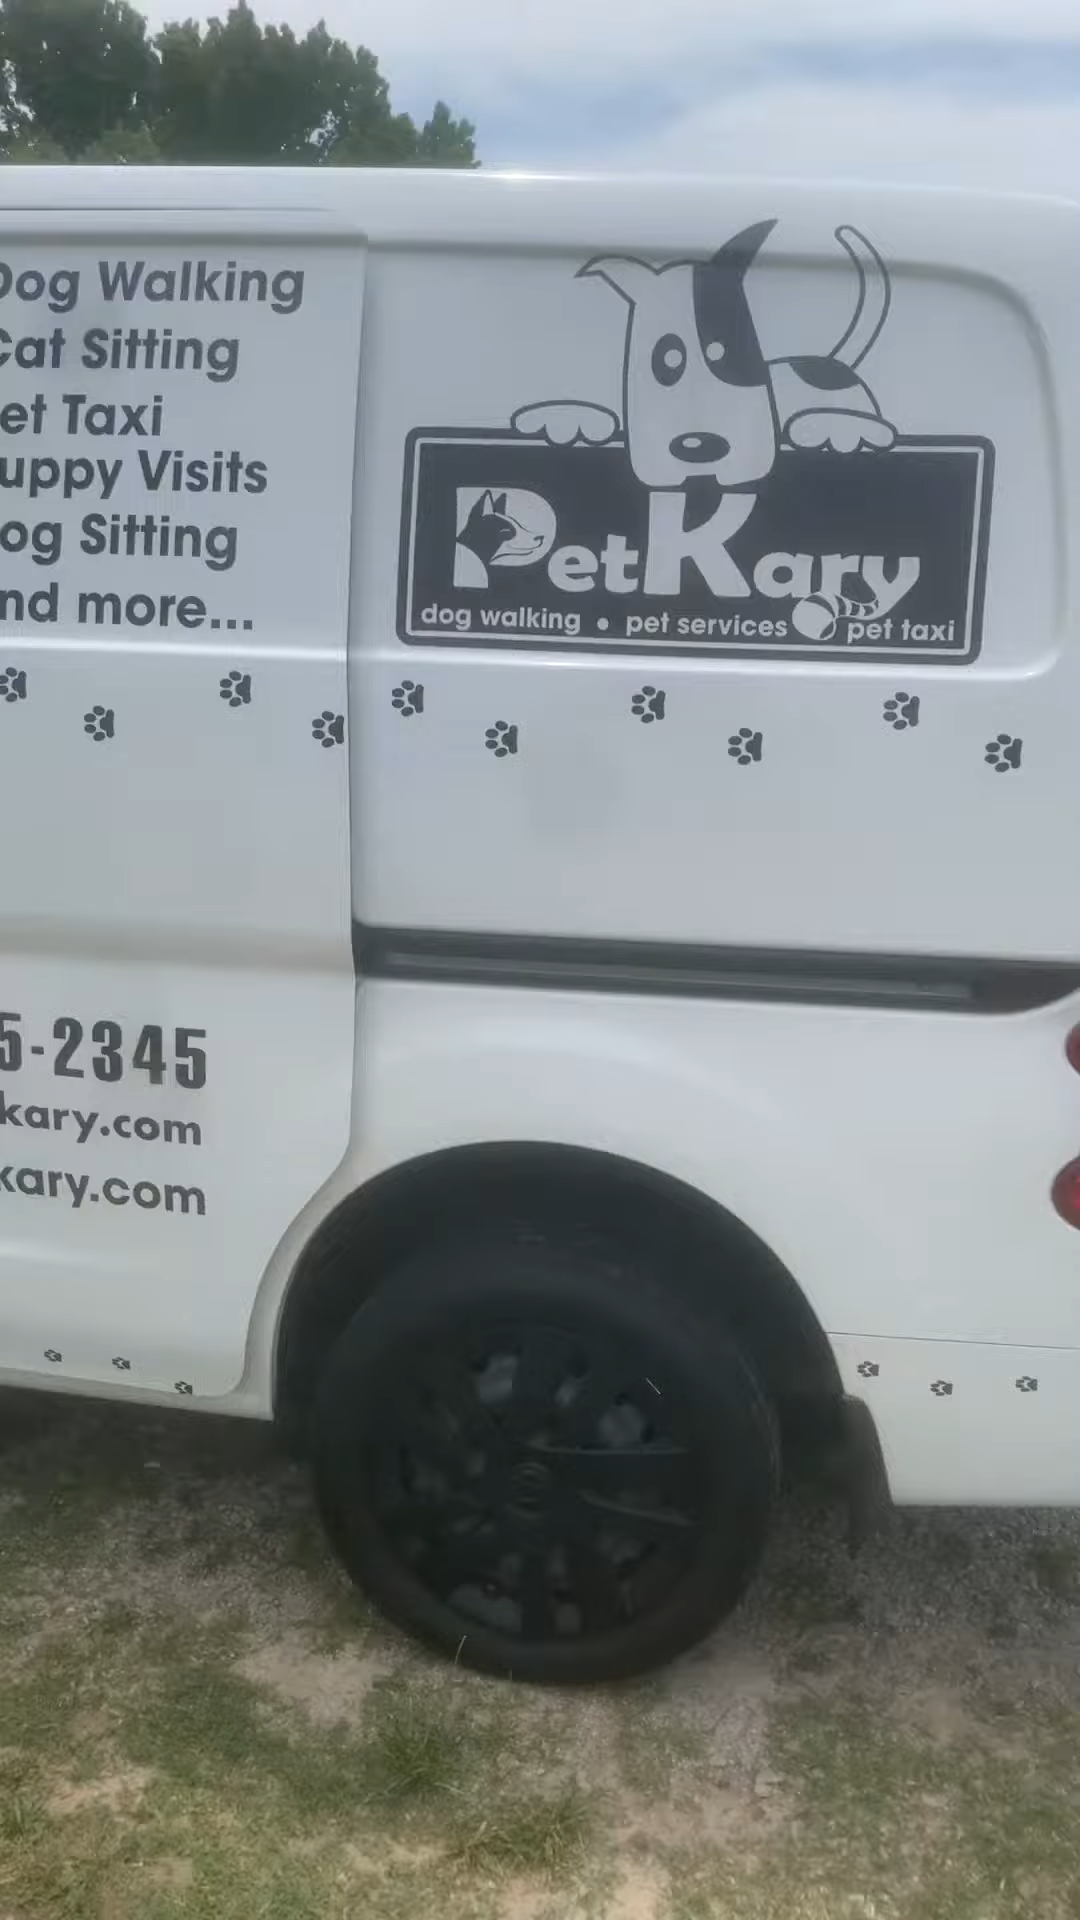 Dog Walking
Cat Sitting
et Taxi
uppy Visits
og Sitting
nd more...
PetKary
dog walking • pet services pet taxi
5-2345
kary.com
kary.com